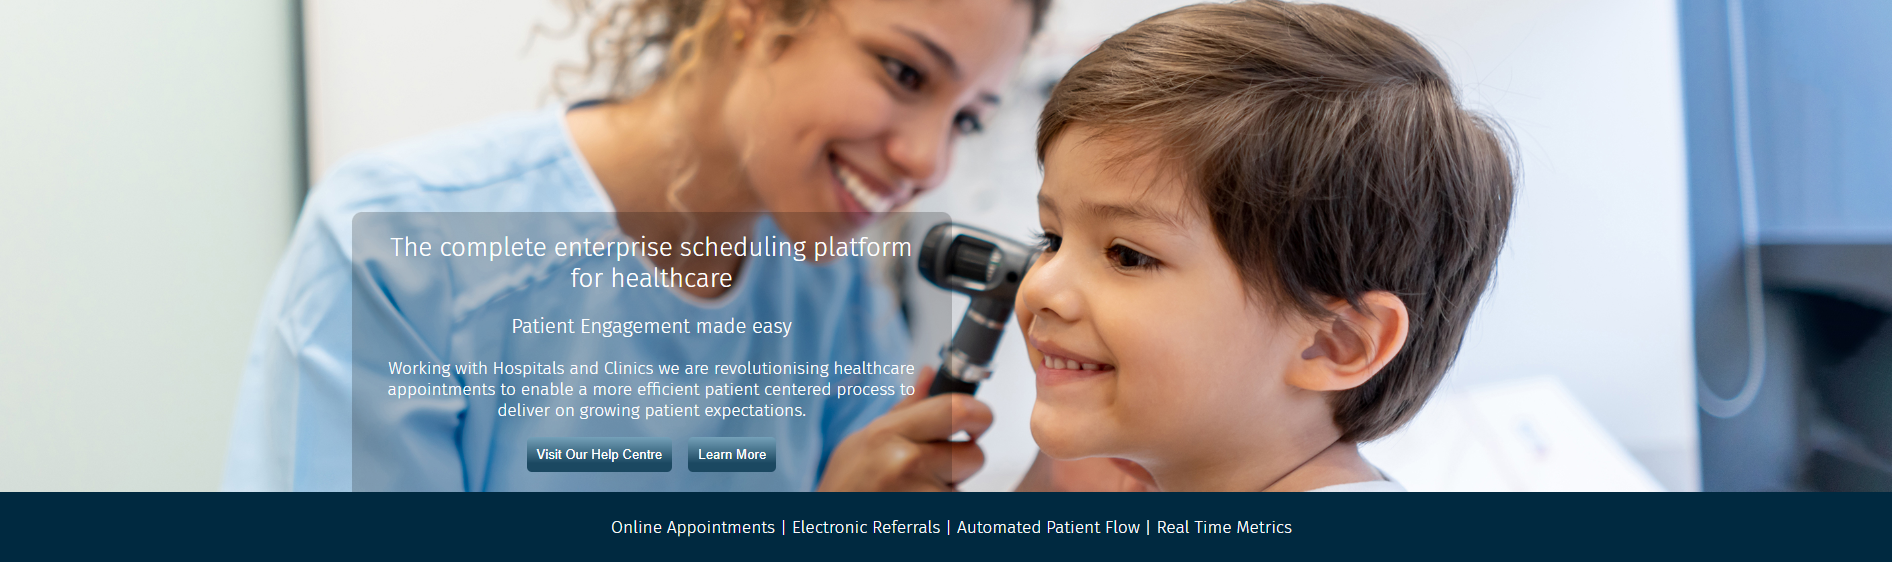 The complete enterprise scheduling platform
for healthcare
Patient Engagement made easy
Working with Hospitals and Clinics we are revolutionising healthcare
appointments to enable a more efficient patient centered process to
deliver on growing patient expectations.
Visit Our Help Centre Learn More
Online Appointments | Electronic Referrals | Automated Patient Flow | Real Time Metrics